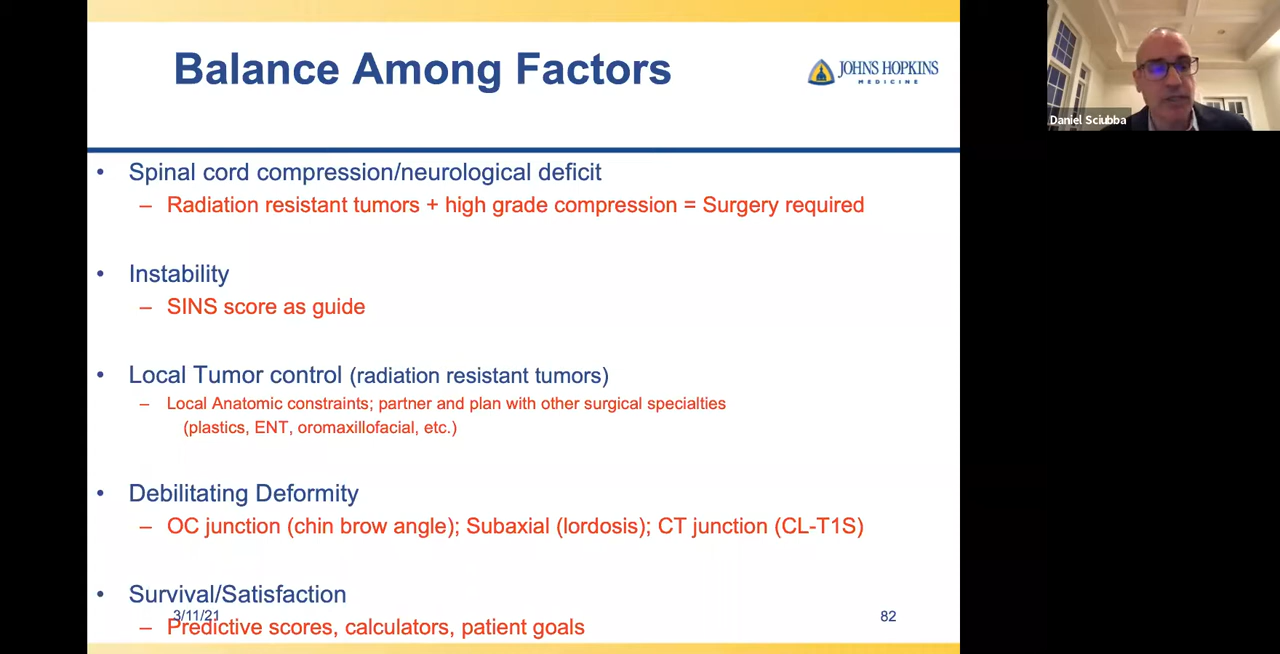 Balance Among Factors
JOHNS HOPKINS
MEDICINE
Daniel Sciubba
• Spinal cord compression/neurological deficit
– Radiation resistant tumors + high grade compression = Surgery required
• Instability
– SINS score as guide
• Local Tumor control (radiation resistant tumors)
– Local Anatomic constraints; partner and plan with other surgical specialties
(plastics, ENT, oromaxillofacial, etc.)
• Debilitating Deformity
– OC junction (chin brow angle); Subaxial (lordosis); CT junction (CL-T1S)
• Survival/Satisfaction
3/11/21
82
– Predictive scores, calculators, patient goals